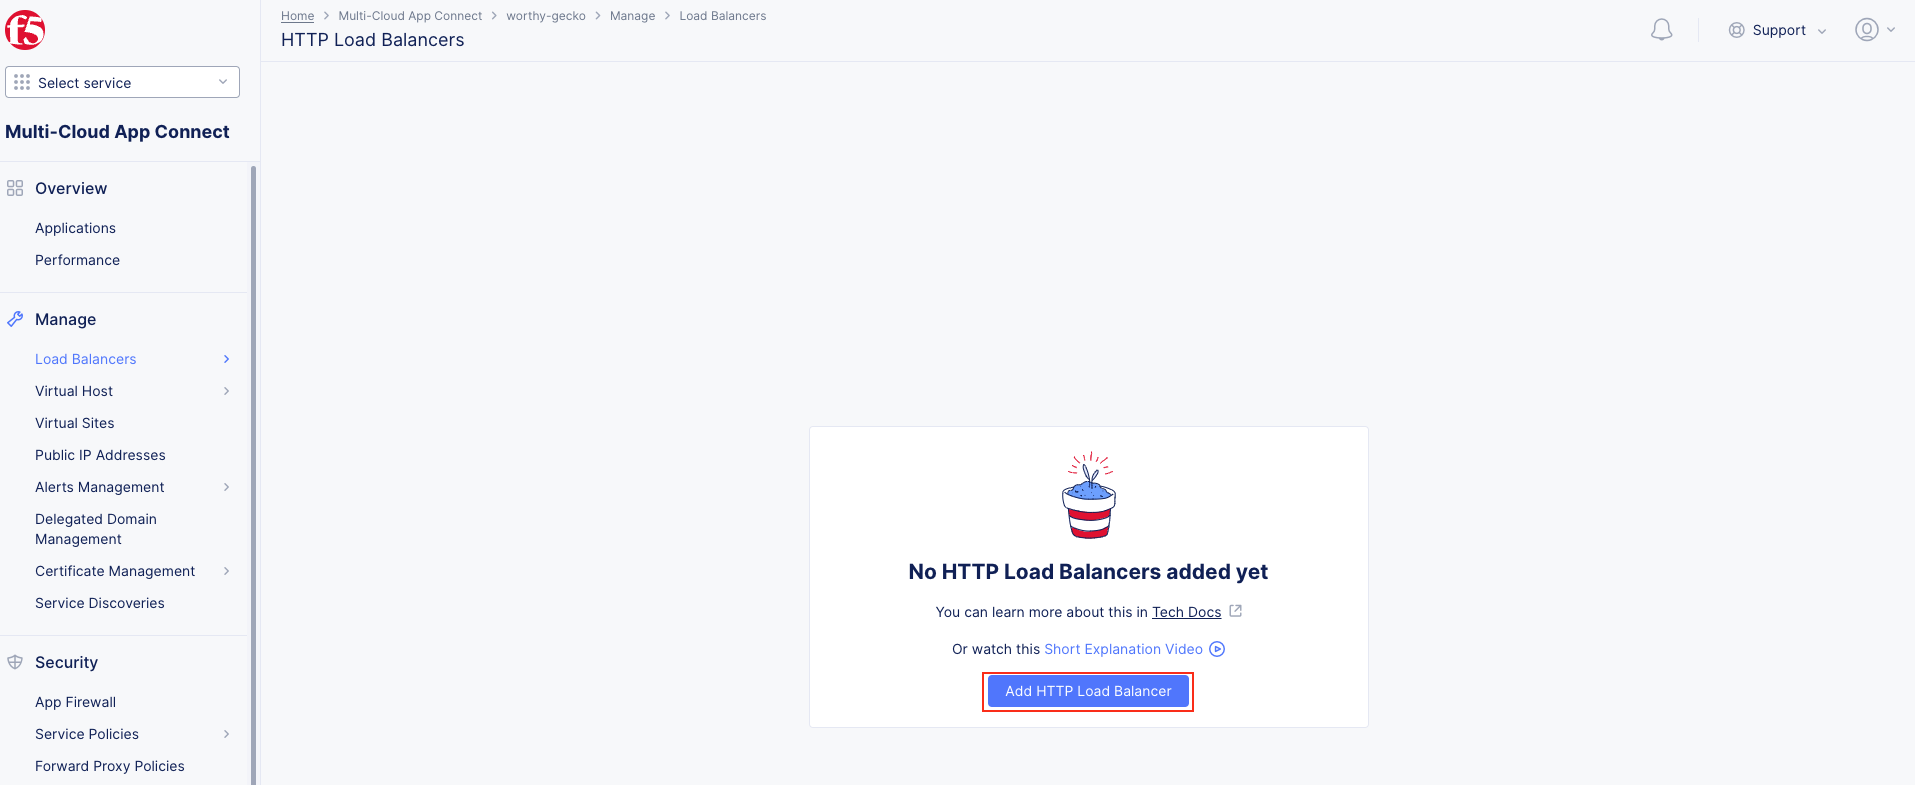 f5
Select service
Multi-Cloud App Connect
Overview
Applications
Performance
Manage
Load Balancers
Virtual Host
Virtual Sites
Public IP Addresses
Alerts Management
Delegated Domain
Management
Certificate Management
Service Discoveries
Security
App Firewall
Service Policies
Forward Proxy Policies
Home > Multi-Cloud App Connect > worthy-gecko > Manage > Load Balancers
HTTP Load Balancers
Support
No HTTP Load Balancers added yet
You can learn more about this in Tech Docs
Or watch this Short Explanation Video
Add HTTP Load Balancer